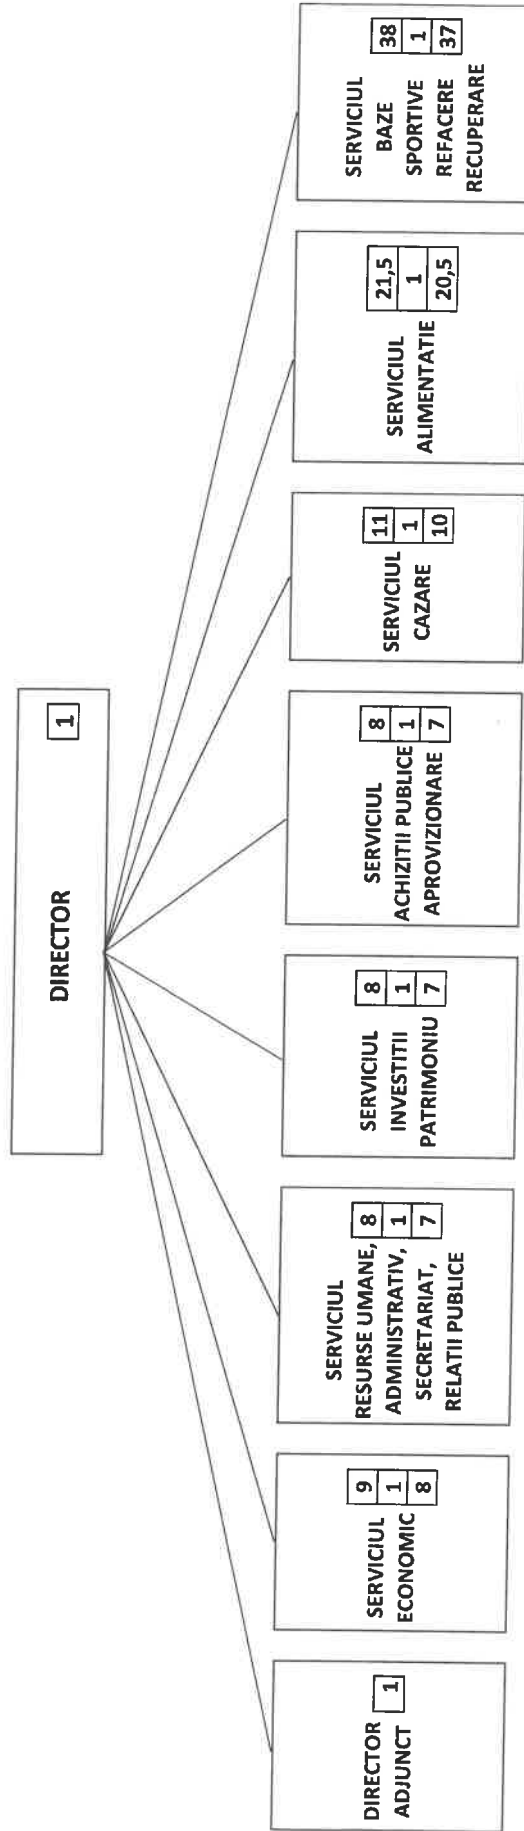 DIRECTOR
1
DIRECTOR
ADJUNCT
1
SERVICIUL
ECONOMIC
9
1
8
SERVICIUL
RESURSE UMANE,
ADMINISTRATIV,
SECRETARIAT,
RELATII PUBLICE
8
1
7
SERVICIUL
INVESTITII
PATRIMONIU
8
1
7
SERVICIUL
ACHIZITII PUBLICE
APROVIZIONARE
8
1
7
SERVICIUL
CAZARE
11
1
10
SERVICIUL
ALIMENTATIE
21,5
1
20,5
SERVICIUL
BAZE
SPORTIVE
REFACERE
RECUPERARE
38
1
37